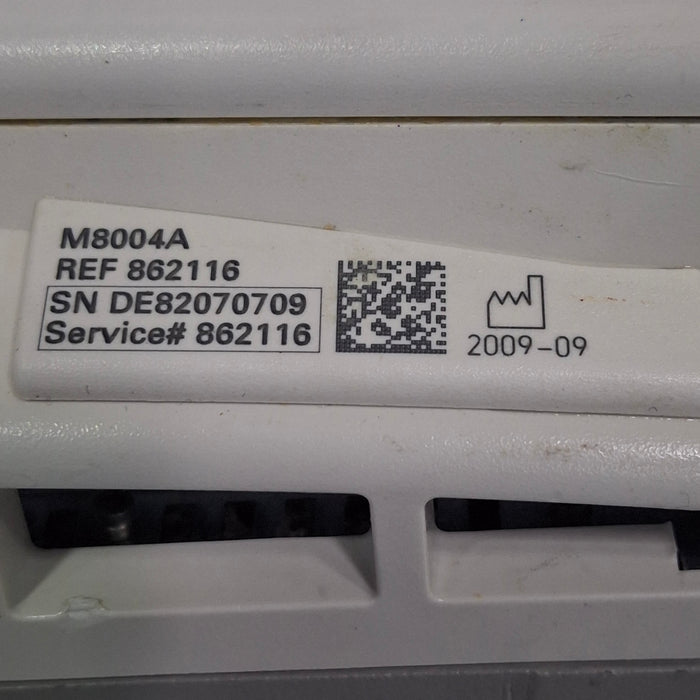 M8004A
REF 862116
SN DE82070709
Service# 862116
2009-09